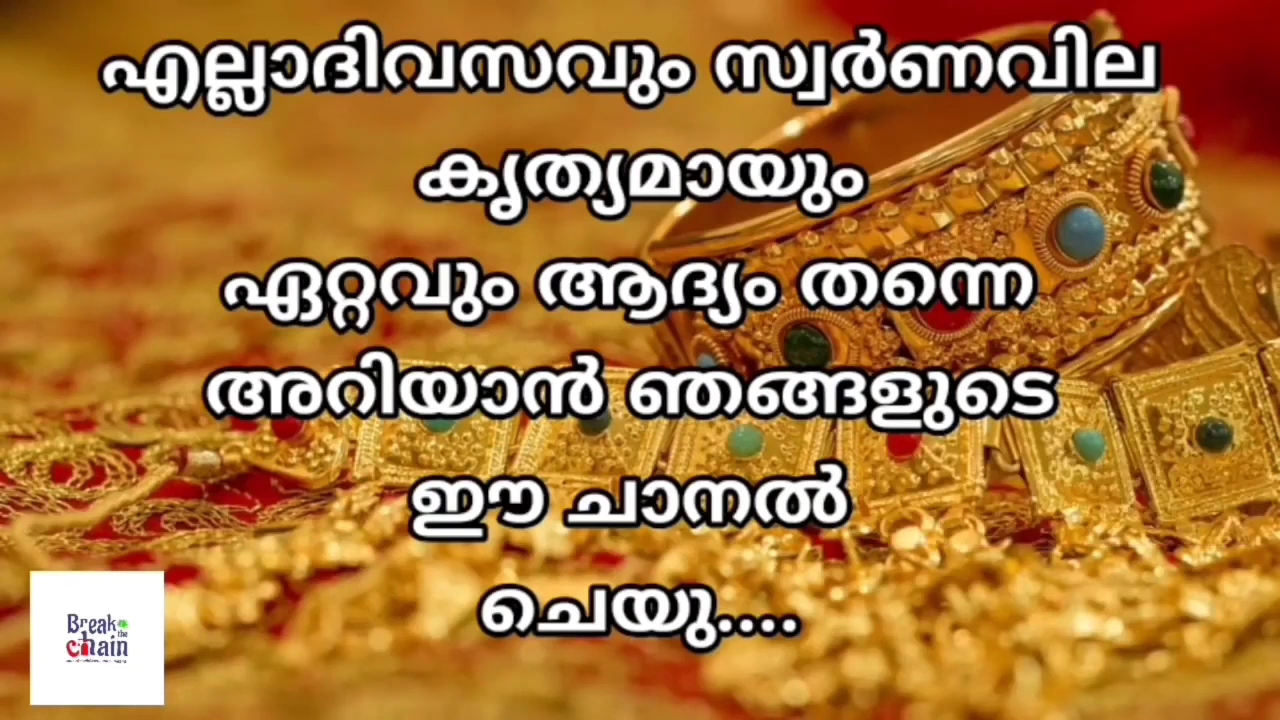 എല്ലാദിവസവും സ്വർണവില
കൃത്യമായും
ഏറ്റവും ആദ്യം തന്നെ
അറിയാൻ ഞങ്ങളുടെ
ഈ ചാനൽ
ചെയു....
Break
the
chain